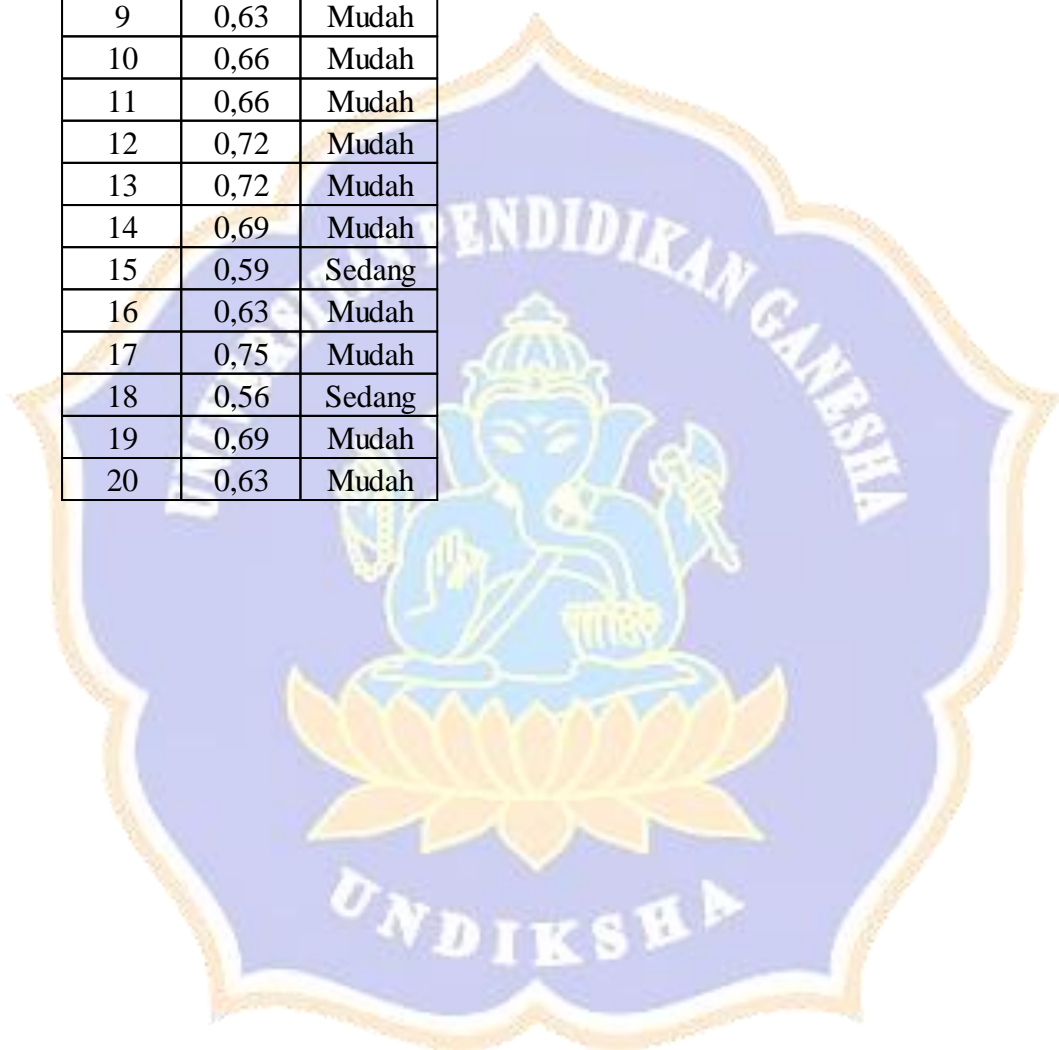 9 0,63 Mudah
10 0,66 Mudah
11 0,66 Mudah
12 0,72 Mudah
13 0,72 Mudah
14 0,69 Mudah
15 0,59 Sedang
16 0,63 Mudah
17 0,75 Mudah
18 0,56 Sedang
19 0,69 Mudah
20 0,63 Mudah
UNIVERSITAS PENDIDIKAN GANESHA
UNDIKSHA